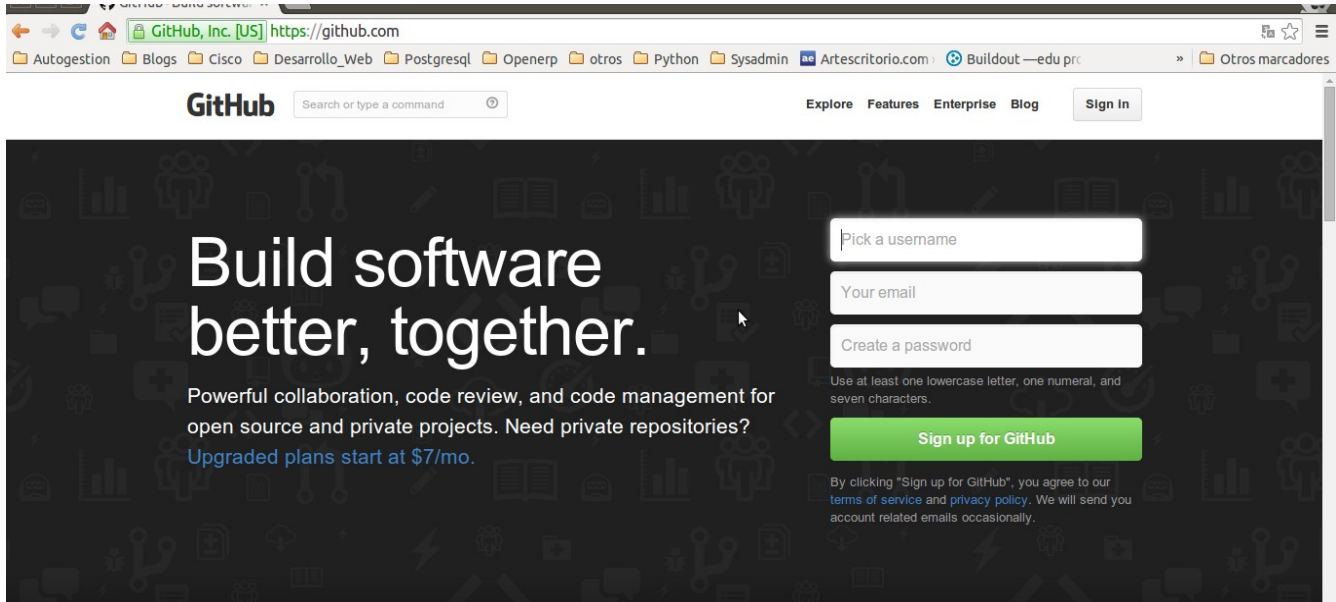 GitHub · Build softwar
GitHub, Inc. [US] https://github.com
Autogestion Blogs Cisco Desarrollo_Web Postgresql Openerp otros Python Sysadmin ae Artescritorio.com Buildout —edu pro » Otros marcadores
GitHub Search or type a command Explore Features Enterprise Blog Sign in
Build software
better, together.
Powerful collaboration, code review, and code management for
open source and private projects. Need private repositories?
Upgraded plans start at $7/mo.
Pick a username
Your email
Create a password
Use at least one lowercase letter, one numeral, and
seven characters.
Sign up for GitHub
By clicking "Sign up for GitHub", you agree to our
terms of service and privacy policy. We will send you
account related emails occasionally.